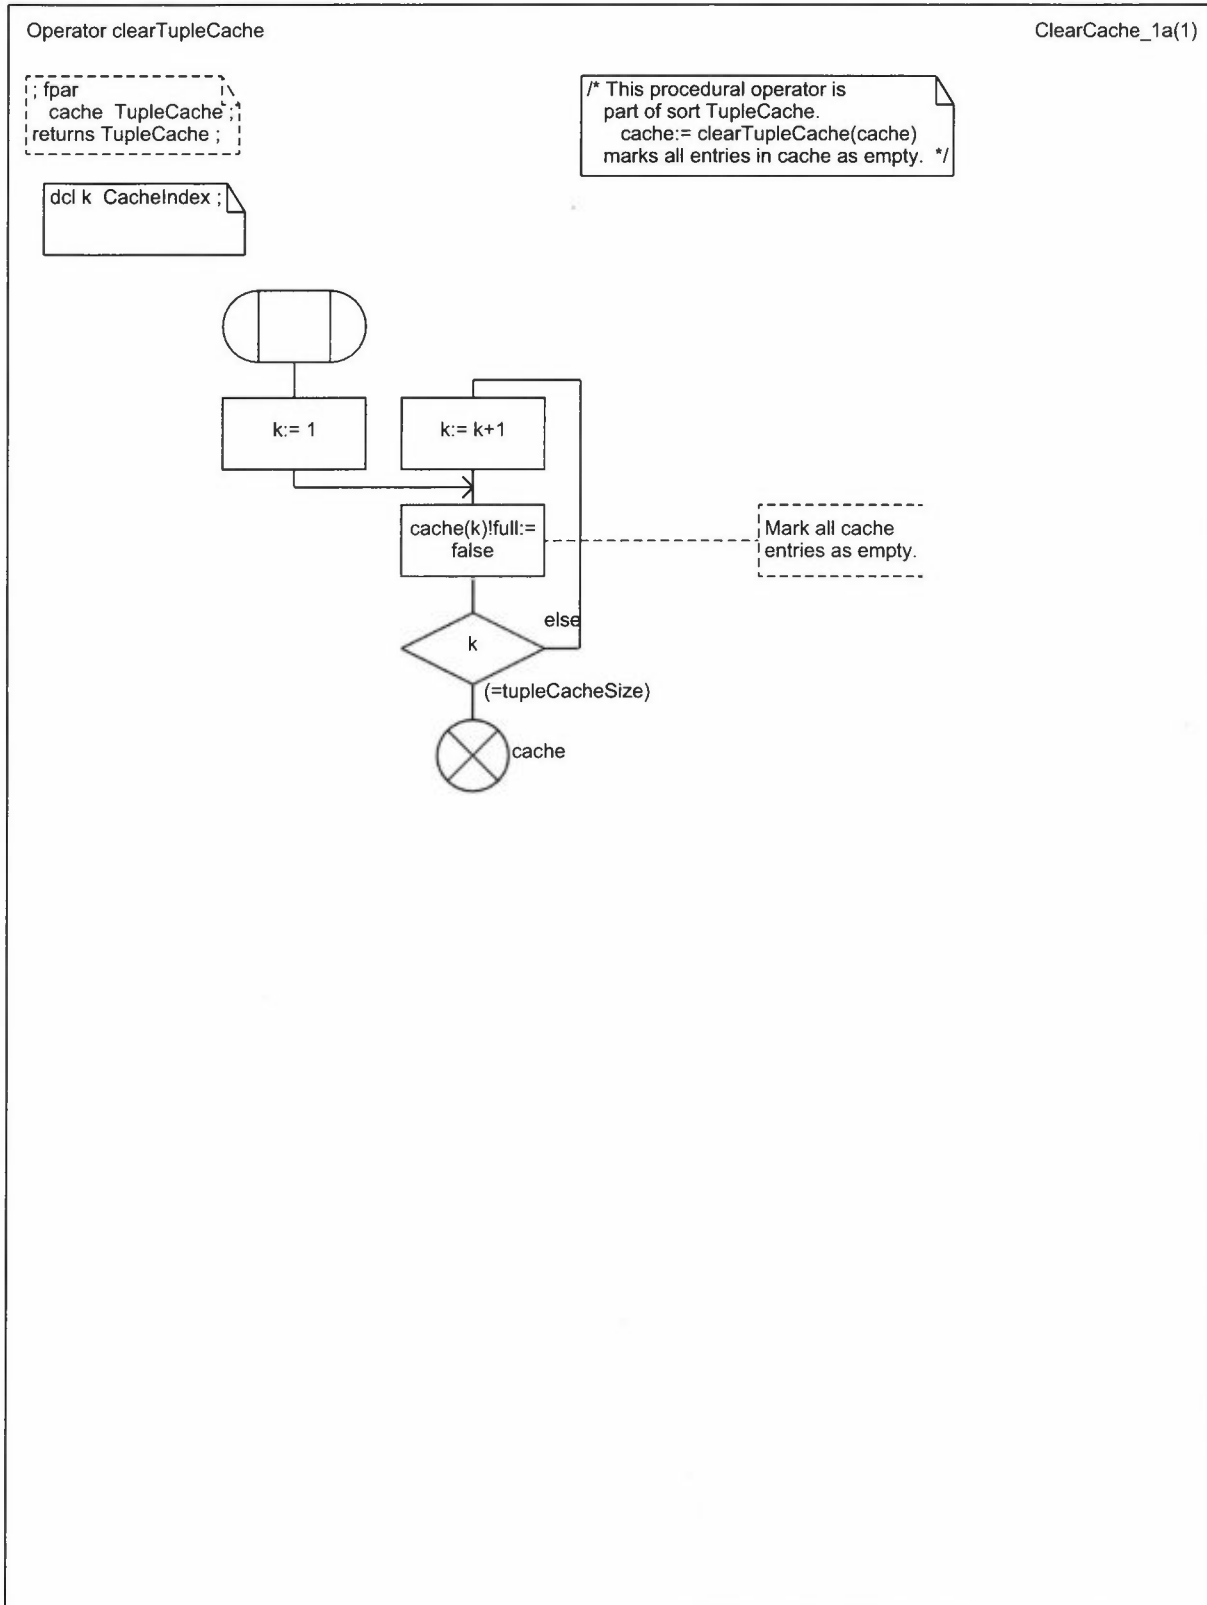 Operator clearTupleCache
ClearCache_1a(1)
; fpar
cache TupleCache ;
returns TupleCache ;
/* This procedural operator is
part of sort TupleCache.
cache:= clearTupleCache(cache)
marks all entries in cache as empty. */
dcl k CacheIndex ;
k:= 1
k:= k+1
cache(k)!full:=
false
Mark all cache
entries as empty.
else
k
(=tupleCacheSize)
cache